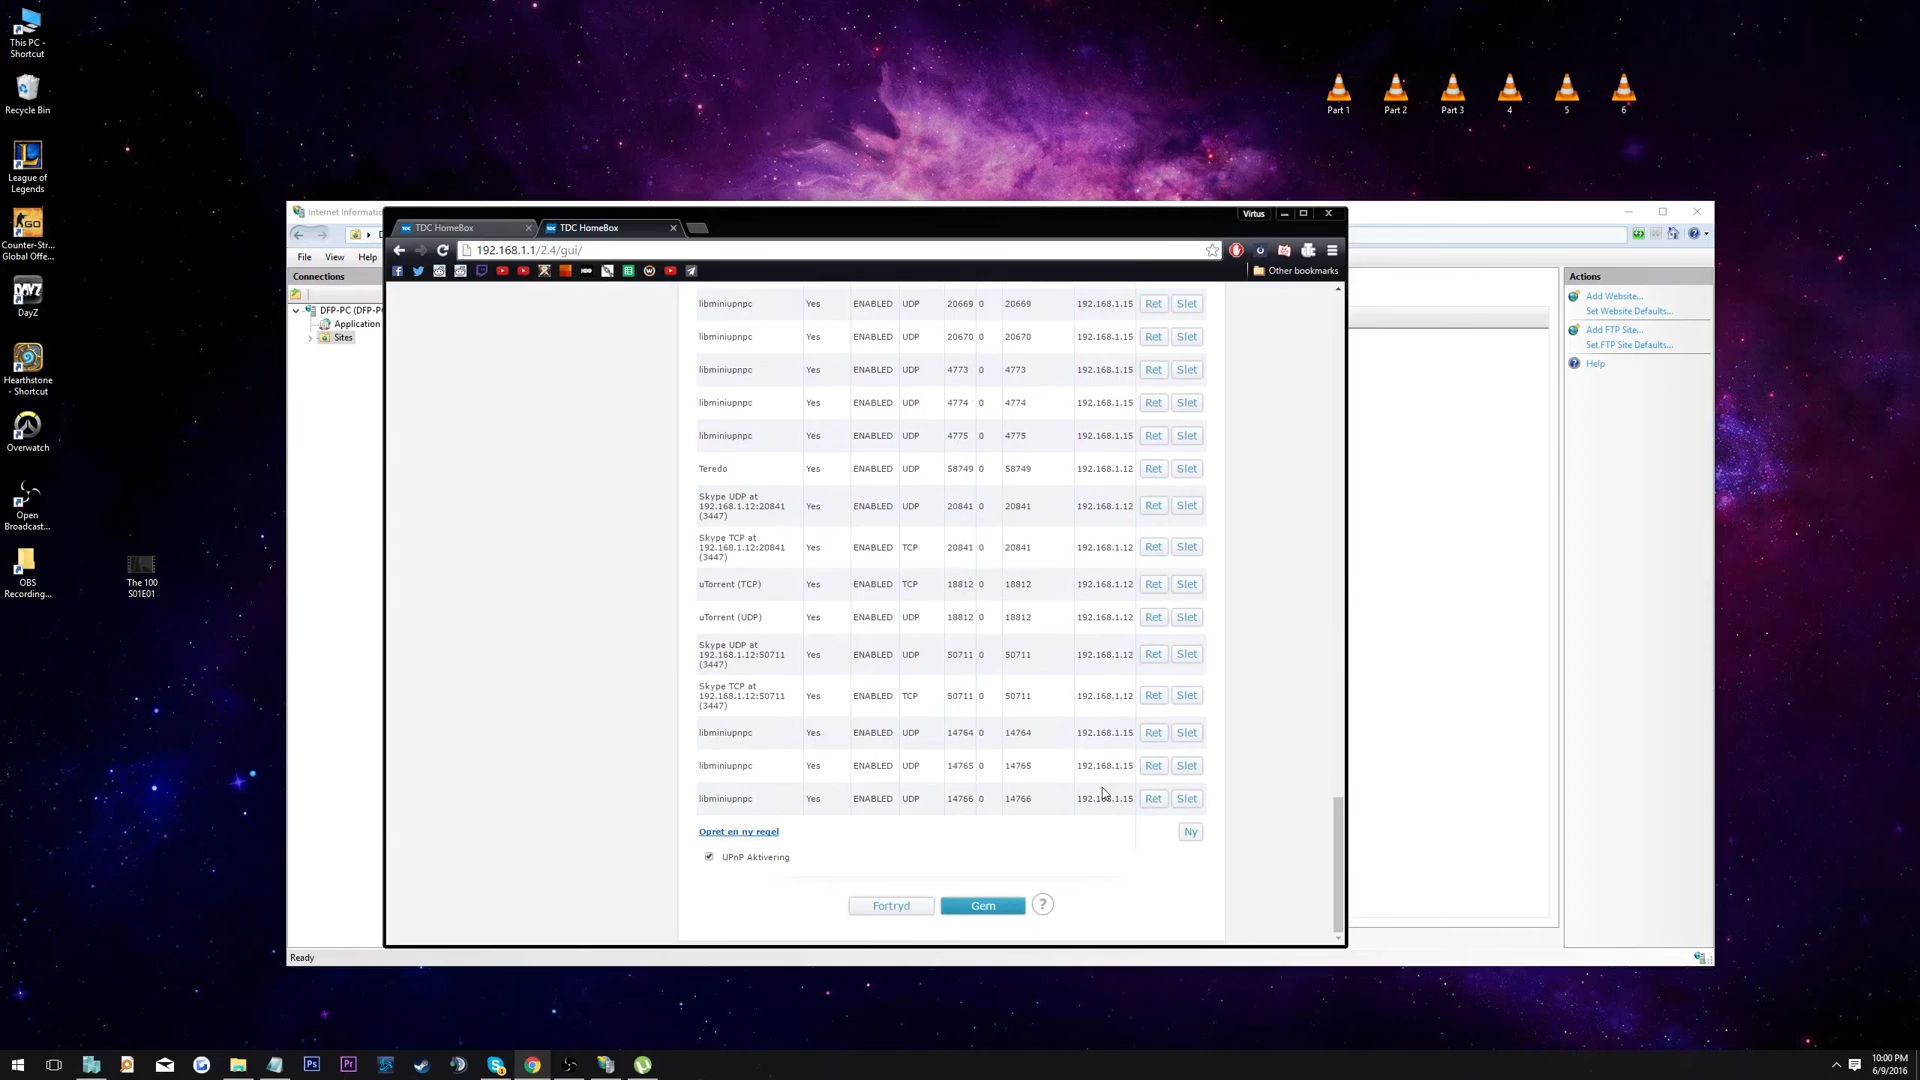 This PC -
Shortcut
Recycle Bin
League of
Legends
Counter-Str...
Global Offe...
DayZ
Hearthstone
- Shortcut
Overwatch
Open
Broadcast...
OBS
Recording...
The 100
S01E01
Part 1
Part 2
Part 3
4
5
6
Internet Informati
File
View
Help
Connections
DFP-PC (DFP-P
Application
Sites
Ready
Virtus
TDC HomeBox
TDC HomeBox
192.168.1.1/2.4/gui/
Other bookmarks
libminiupnpc Yes ENABLED UDP 20669 0 20669 192.168.1.15 Ret Slet
libminiupnpc Yes ENABLED UDP 20670 0 20670 192.168.1.15 Ret Slet
libminiupnpc Yes ENABLED UDP 4773 0 4773 192.168.1.15 Ret Slet
libminiupnpc Yes ENABLED UDP 4774 0 4774 192.168.1.15 Ret Slet
libminiupnpc Yes ENABLED UDP 4775 0 4775 192.168.1.15 Ret Slet
Teredo Yes ENABLED UDP 58749 0 58749 192.168.1.12 Ret Slet
Skype UDP at
192.168.1.12:20841 Yes ENABLED UDP 20841 0 20841 192.168.1.12 Ret Slet
(3447)
Skype TCP at
192.168.1.12:20841 Yes ENABLED TCP 20841 0 20841 192.168.1.12 Ret Slet
(3447)
uTorrent (TCP) Yes ENABLED TCP 18812 0 18812 192.168.1.12 Ret Slet
uTorrent (UDP) Yes ENABLED UDP 18812 0 18812 192.168.1.12 Ret Slet
Skype UDP at
192.168.1.12:50711 Yes ENABLED UDP 50711 0 50711 192.168.1.12 Ret Slet
(3447)
Skype TCP at
192.168.1.12:50711 Yes ENABLED TCP 50711 0 50711 192.168.1.12 Ret Slet
(3447)
libminiupnpc Yes ENABLED UDP 14764 0 14764 192.168.1.15 Ret Slet
libminiupnpc Yes ENABLED UDP 14765 0 14765 192.168.1.15 Ret Slet
libminiupnpc Yes ENABLED UDP 14766 0 14766 192.168.1.15 Ret Slet
Opret en ny regel Ny
UPnP Aktivering
Fortryd Gem ?
Actions
Add Website...
Set Website Defaults...
Add FTP Site...
Set FTP Site Defaults...
Help
Ps
Pr
10:00 PM
6/9/2016